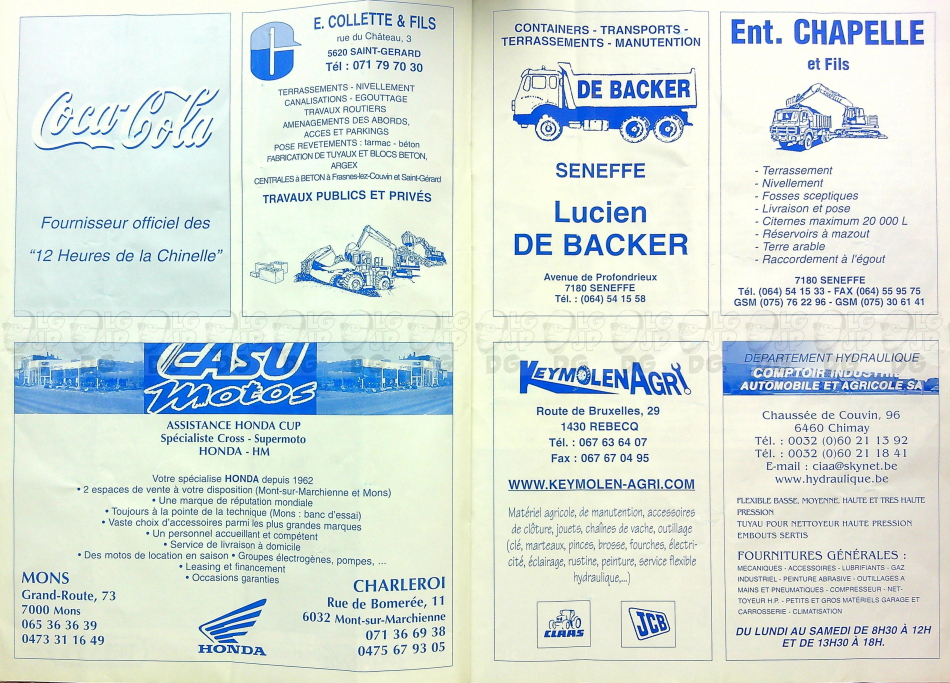 Coca-Cola
Fournisseur officiel des
"12 Heures de la Chinelle"
E. COLLETTE & FILS
rue du Château, 3
5620 SAINT-GERARD
Tél : 071 79 70 30
TERRASSEMENTS - NIVELLEMENT
CANALISATIONS - EGOUTTAGE
TRAVAUX ROUTIERS
AMENAGEMENTS DES ABORDS,
ACCES ET PARKINGS
POSE REVETEMENTS : tarmac - béton
FABRICATION DE TUYAUX ET BLOCS BETON,
ARGEX
CENTRALES à BETON à Frasnes-lez-Couvin et Saint-Gérard
TRAVAUX PUBLICS ET PRIVÉS
CONTAINERS - TRANSPORTS -
TERRASSEMENTS - MANUTENTION
DE BACKER
SENEFFE
Lucien
DE BACKER
Avenue de Profondrieux
7180 SENEFFE
Tél. : (064) 54 15 58
Ent. CHAPELLE
et Fils
- Terrassement
- Nivellement
- Fosses sceptiques
- Livraison et pose
- Citernes maximum 20 000 L
- Réservoirs à mazout
- Terre arable
- Raccordement à l'égout
7180 SENEFFE
Tél. (064) 54 15 33 - FAX (064) 55 95 75
GSM (075) 76 22 96 - GSM (075) 30 61 41
CASU
Motos
ASSISTANCE HONDA CUP
Spécialiste Cross - Supermoto
HONDA - HM
Votre spécialise HONDA depuis 1962
• 2 espaces de vente à votre disposition (Mont-sur-Marchienne et Mons)
• Une marque de réputation mondiale
• Toujours à la pointe de la technique (Mons : banc d'essai)
• Vaste choix d'accessoires parmi les plus grandes marques
• Un personnel accueillant et compétent
• Service de livraison à domicile
• Des motos de location en saison • Groupes électrogènes, pompes, ...
• Leasing et financement
• Occasions garanties
MONS
Grand-Route, 73
7000 Mons
065 36 36 39
0473 31 16 49
HONDA
CHARLEROI
Rue de Bomerée, 11
6032 Mont-sur-Marchienne
071 36 69 38
0475 67 93 05
KEYMOLEN AGRI
Route de Bruxelles, 29
1430 REBECQ
Tél. : 067 63 64 07
Fax : 067 67 04 95
WWW.KEYMOLEN-AGRI.COM
Matériel agricole, de manutention, accessoires
de clôture, jouets, chaînes de vache, outillage
(clé, marteaux, pinces, brosse, fourches, électri-
cité, éclairage, rustine, peinture, service flexible
hydraulique,...)
CLAAS
JCB
DEPARTEMENT HYDRAULIQUE
COMPTOIR INDUSTRIEL
AUTOMOBILE ET AGRICOLE SA
Chaussée de Couvin, 96
6460 Chimay
Tél. : 0032 (0)60 21 13 92
Tél. : 0032 (0)60 21 18 41
E-mail : ciaa@skynet.be
www.hydraulique.be
FLEXIBLE BASSE, MOYENNE, HAUTE ET TRES HAUTE
PRESSION
TUYAU POUR NETTOYEUR HAUTE PRESSION
EMBOUTS SERTIS
FOURNITURES GÉNÉRALES :
MECANIQUES - ACCESSOIRES - LUBRIFIANTS - GAZ
INDUSTRIEL - PEINTURE ABRASIVE - OUTILLAGES A
MAINS ET PNEUMATIQUES - COMPRESSEUR - NET-
TOYEUR H.P. - PETITS ET GROS MATÉRIELS GARAGE ET
CARROSSERIE - CLIMATISATION
DU LUNDI AU SAMEDI DE 8H30 À 12H
ET DE 13H30 À 18H.